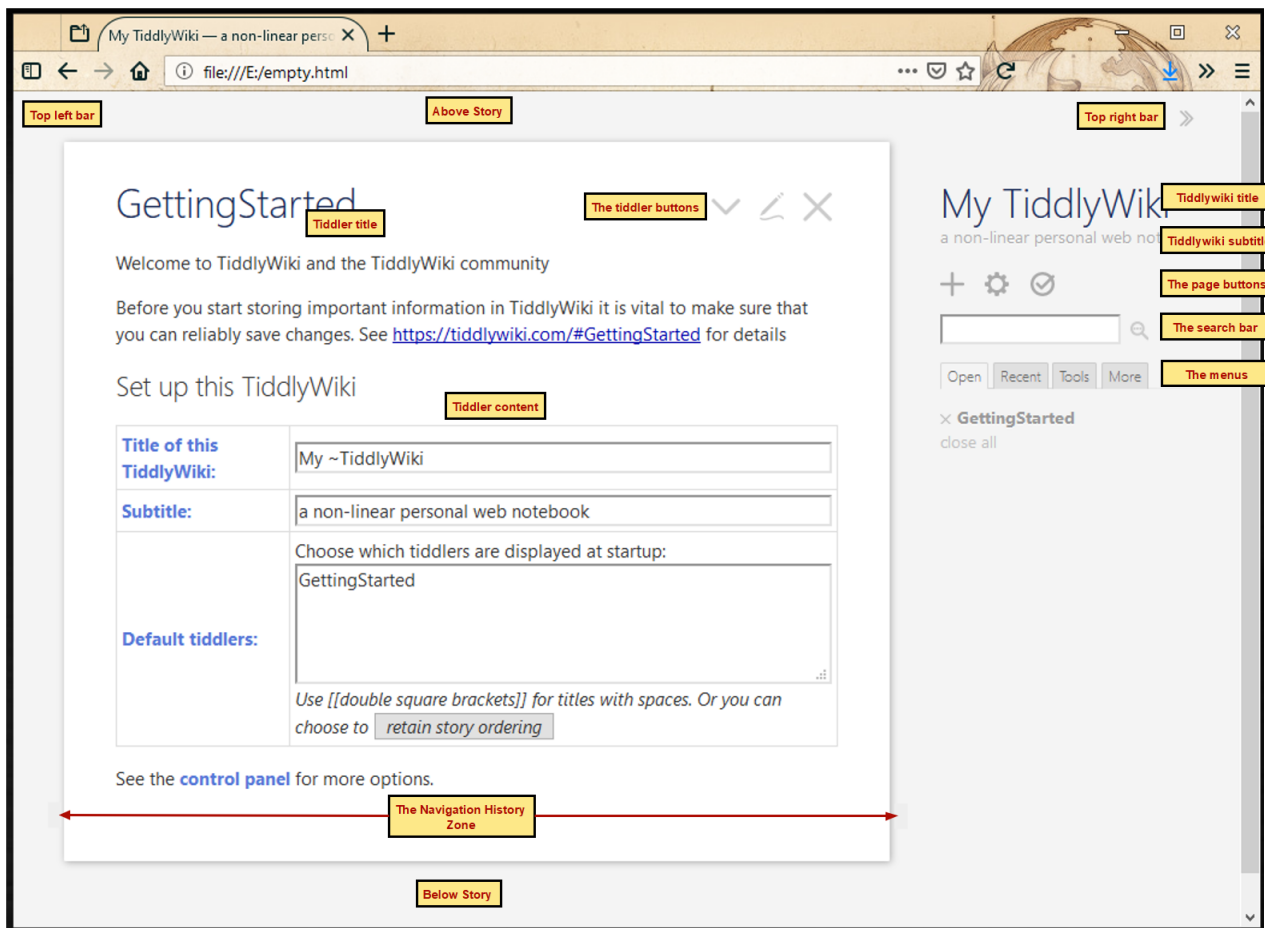 My TiddlyWiki — a non-linear perso
file:///E:/empty.html
Top left bar
Above Story
Top right bar
GettingStarted
Tiddler title
The tiddler buttons
Welcome to TiddlyWiki and the TiddlyWiki community
Before you start storing important information in TiddlyWiki it is vital to make sure that
you can reliably save changes. See https://tiddlywiki.com/#GettingStarted for details
Set up this TiddlyWiki
Tiddler content
Title of this
TiddlyWiki:
My ~TiddlyWiki
Subtitle:
a non-linear personal web notebook
Default tiddlers:
Choose which tiddlers are displayed at startup:
GettingStarted
Use [[double square brackets]] for titles with spaces. Or you can
choose to retain story ordering
See the control panel for more options.
The Navigation History
Zone
Below Story
My TiddlyWiki
Tiddlywiki title
a non-linear personal web not
Tiddlywiki subtitl
The page buttons
The search bar
Open Recent Tools More
The menus
× GettingStarted
close all